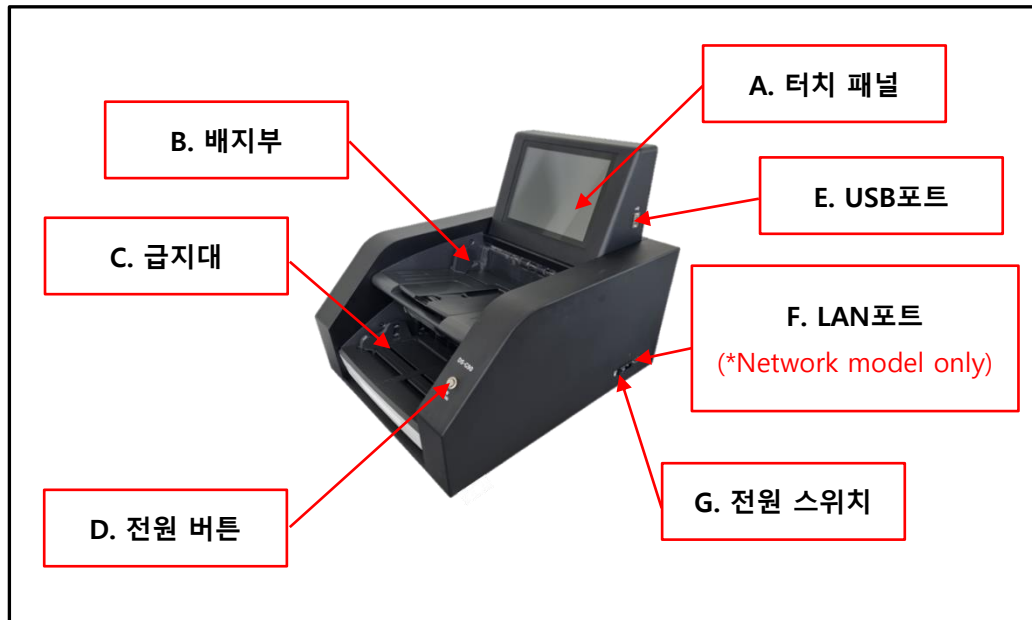 A. 터치 패널
B. 배지부
E. USB포트
C. 급지대
F. LAN포트
(*Network model only)
G. 전원 스위치
D. 전원 버튼